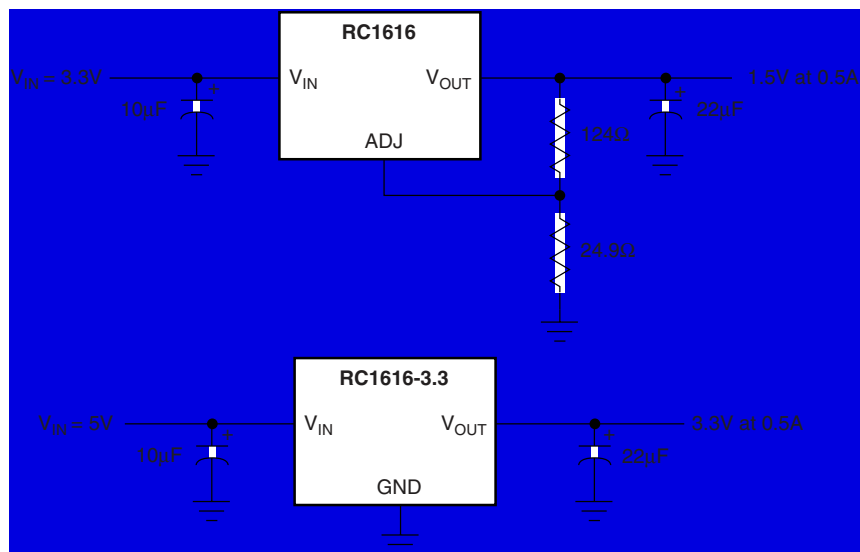 RC1616
V_IN = 3.3V
V_IN
V_OUT
1.5V at 0.5A
+
10µF
ADJ
124Ω
+
22µF
24.9Ω
RC1616-3.3
V_IN = 5V
V_IN
V_OUT
3.3V at 0.5A
+
10µF
GND
+
22µF